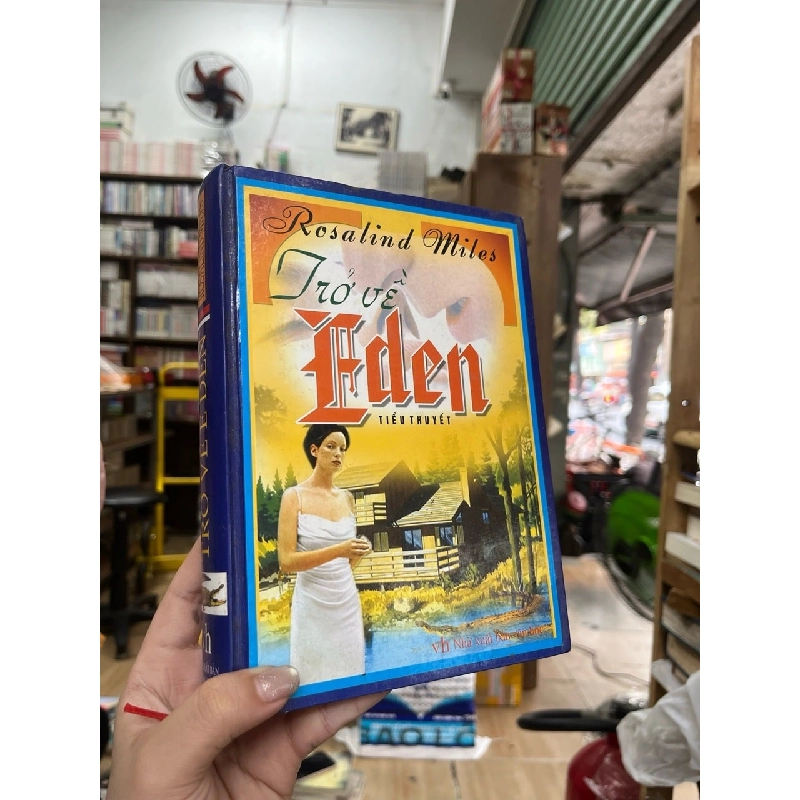 Rosalind Miles
Trở về
Eden
TIỂU THUYẾT
TRỞ VỀ EDEN